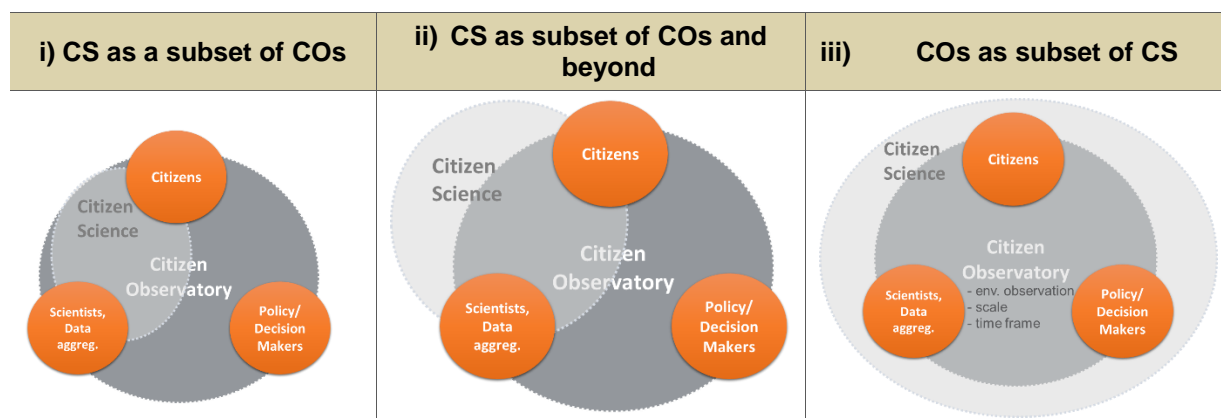 i) CS as a subset of COs
ii) CS as subset of COs and
beyond
iii) COs as subset of CS
Citizens
Citizen
Science
Citizen
Observatory
Scientists,
Data
aggreg.
Policy/
Decision
Makers
Citizens
Citizen
Science
Citizen
Observatory
Scientists,
Data
aggreg.
Policy/
Decision
Makers
Citizens
Citizen
Science
Citizen
Observatory
- env. observation
- scale
- time frame
Scientists,
Data
aggreg.
Policy/
Decision
Makers